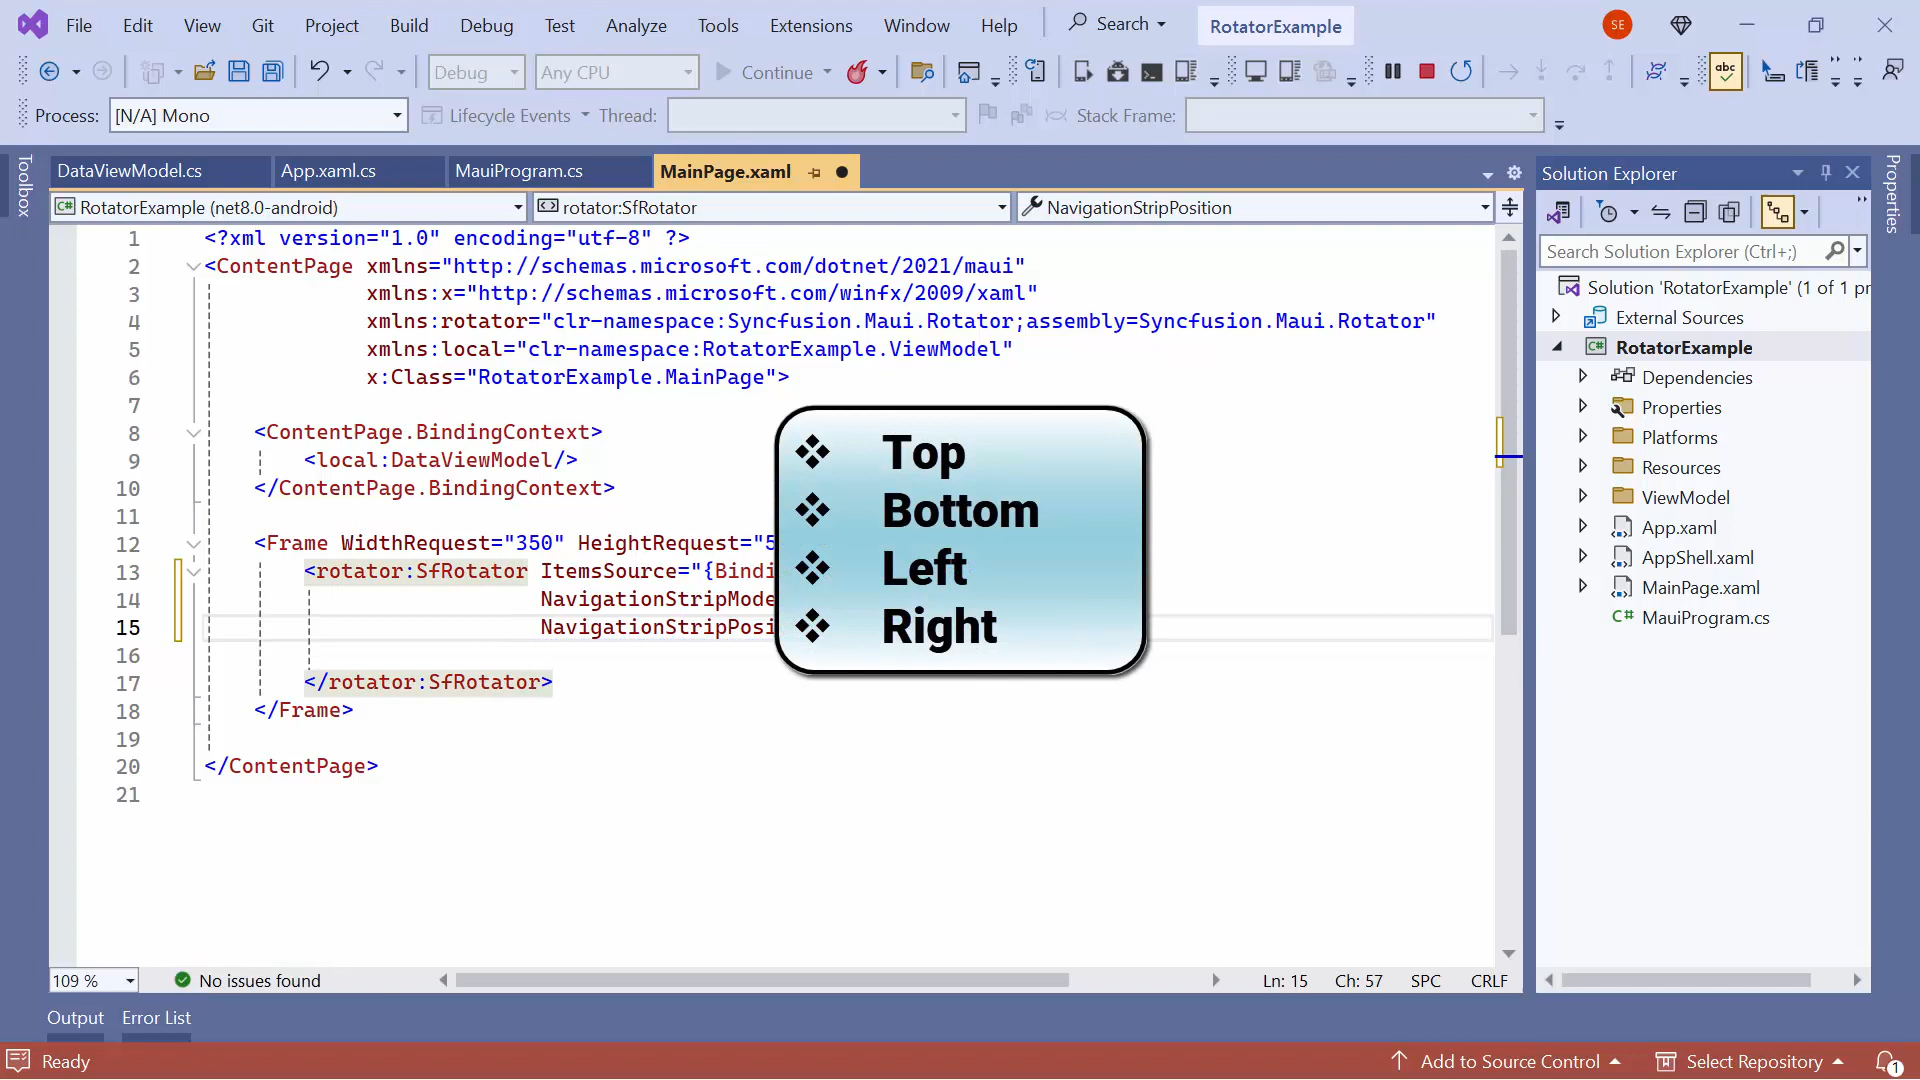 File Edit View Git Project Build Debug Test Analyze Tools Extensions Window Help Search RotatorExample SE
Debug Any CPU Continue abc
Process: [N/A] Mono Lifecycle Events Thread: Stack Frame:
Toolbox
DataViewModel.cs App.xaml.cs MauiProgram.cs MainPage.xaml
RotatorExample (net8.0-android) rotator:SfRotator NavigationStripPosition
1 <?xml version="1.0" encoding="utf-8" ?>
2 <ContentPage xmlns="http://schemas.microsoft.com/dotnet/2021/maui"
3 xmlns:x="http://schemas.microsoft.com/winfx/2009/xaml"
4 xmlns:rotator="clr-namespace:Syncfusion.Maui.Rotator;assembly=Syncfusion.Maui.Rotator"
5 xmlns:local="clr-namespace:RotatorExample.ViewModel"
6 x:Class="RotatorExample.MainPage">
7
8 <ContentPage.BindingContext>
9 <local:DataViewModel/>
10 </ContentPage.BindingContext>
11
12 <Frame WidthRequest="350" HeightRequest="5
13 <rotator:SfRotator ItemsSource="{Bindi
14 NavigationStripMode
15 NavigationStripPosi
16
17 </rotator:SfRotator>
18 </Frame>
19
20 </ContentPage>
21
Top
Bottom
Left
Right
109 % No issues found Ln: 15 Ch: 57 SPC CRLF
Solution Explorer
Search Solution Explorer (Ctrl+;)
Solution 'RotatorExample' (1 of 1 pr
External Sources
RotatorExample
Dependencies
Properties
Platforms
Resources
ViewModel
App.xaml
AppShell.xaml
MainPage.xaml
MauiProgram.cs
Properties
Output Error List
Ready Add to Source Control Select Repository 1